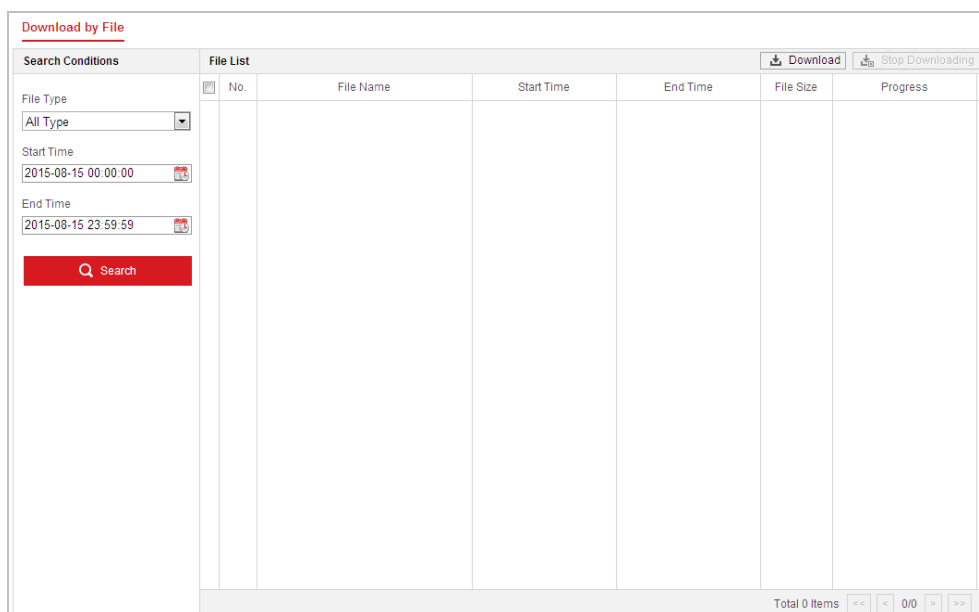 Download by File
Search Conditions
File Type
All Type
Start Time
2015-08-15 00:00:00
End Time
2015-08-15 23:59:59
Search
File List
Download
Stop Downloading
No. File Name Start Time End Time File Size Progress
Total 0 Items << < 0/0 > >>